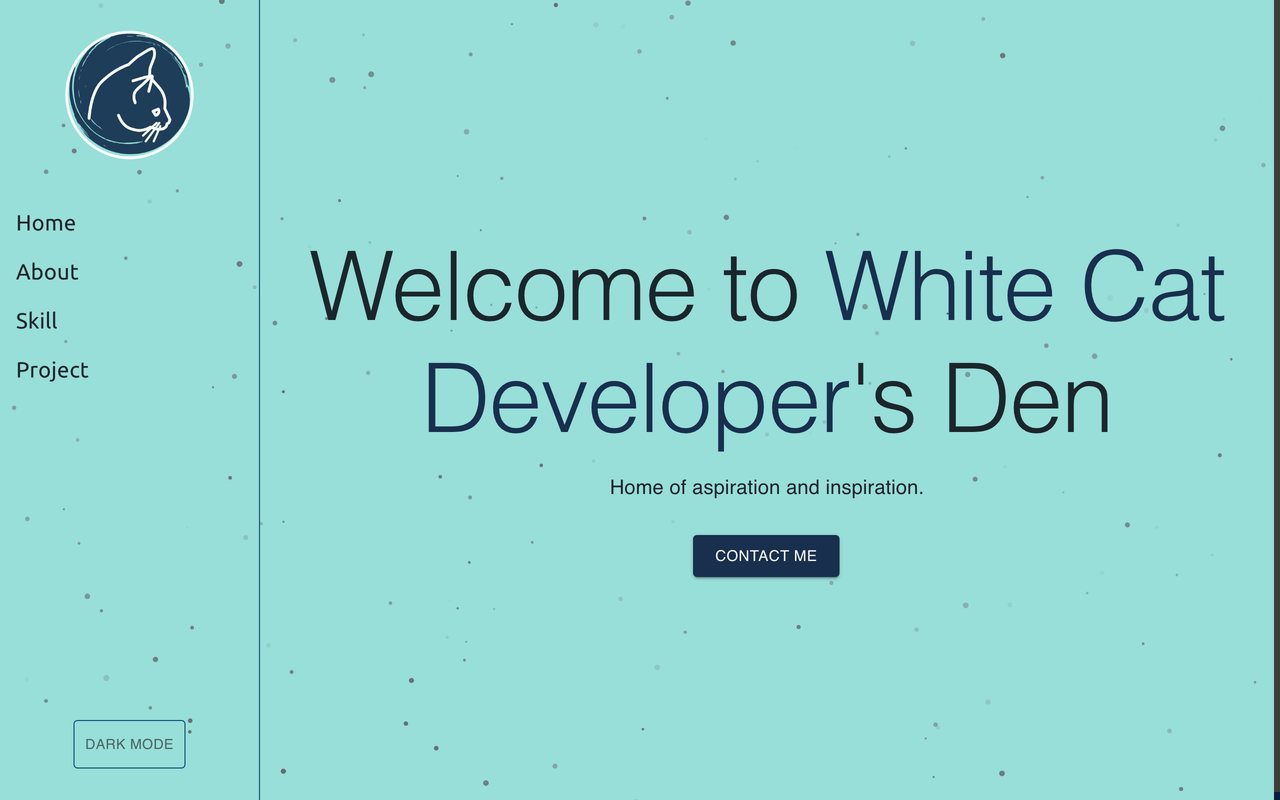 Home
About
Skill
Project
DARK MODE
Welcome to White Cat
Developer's Den
Home of aspiration and inspiration.
CONTACT ME